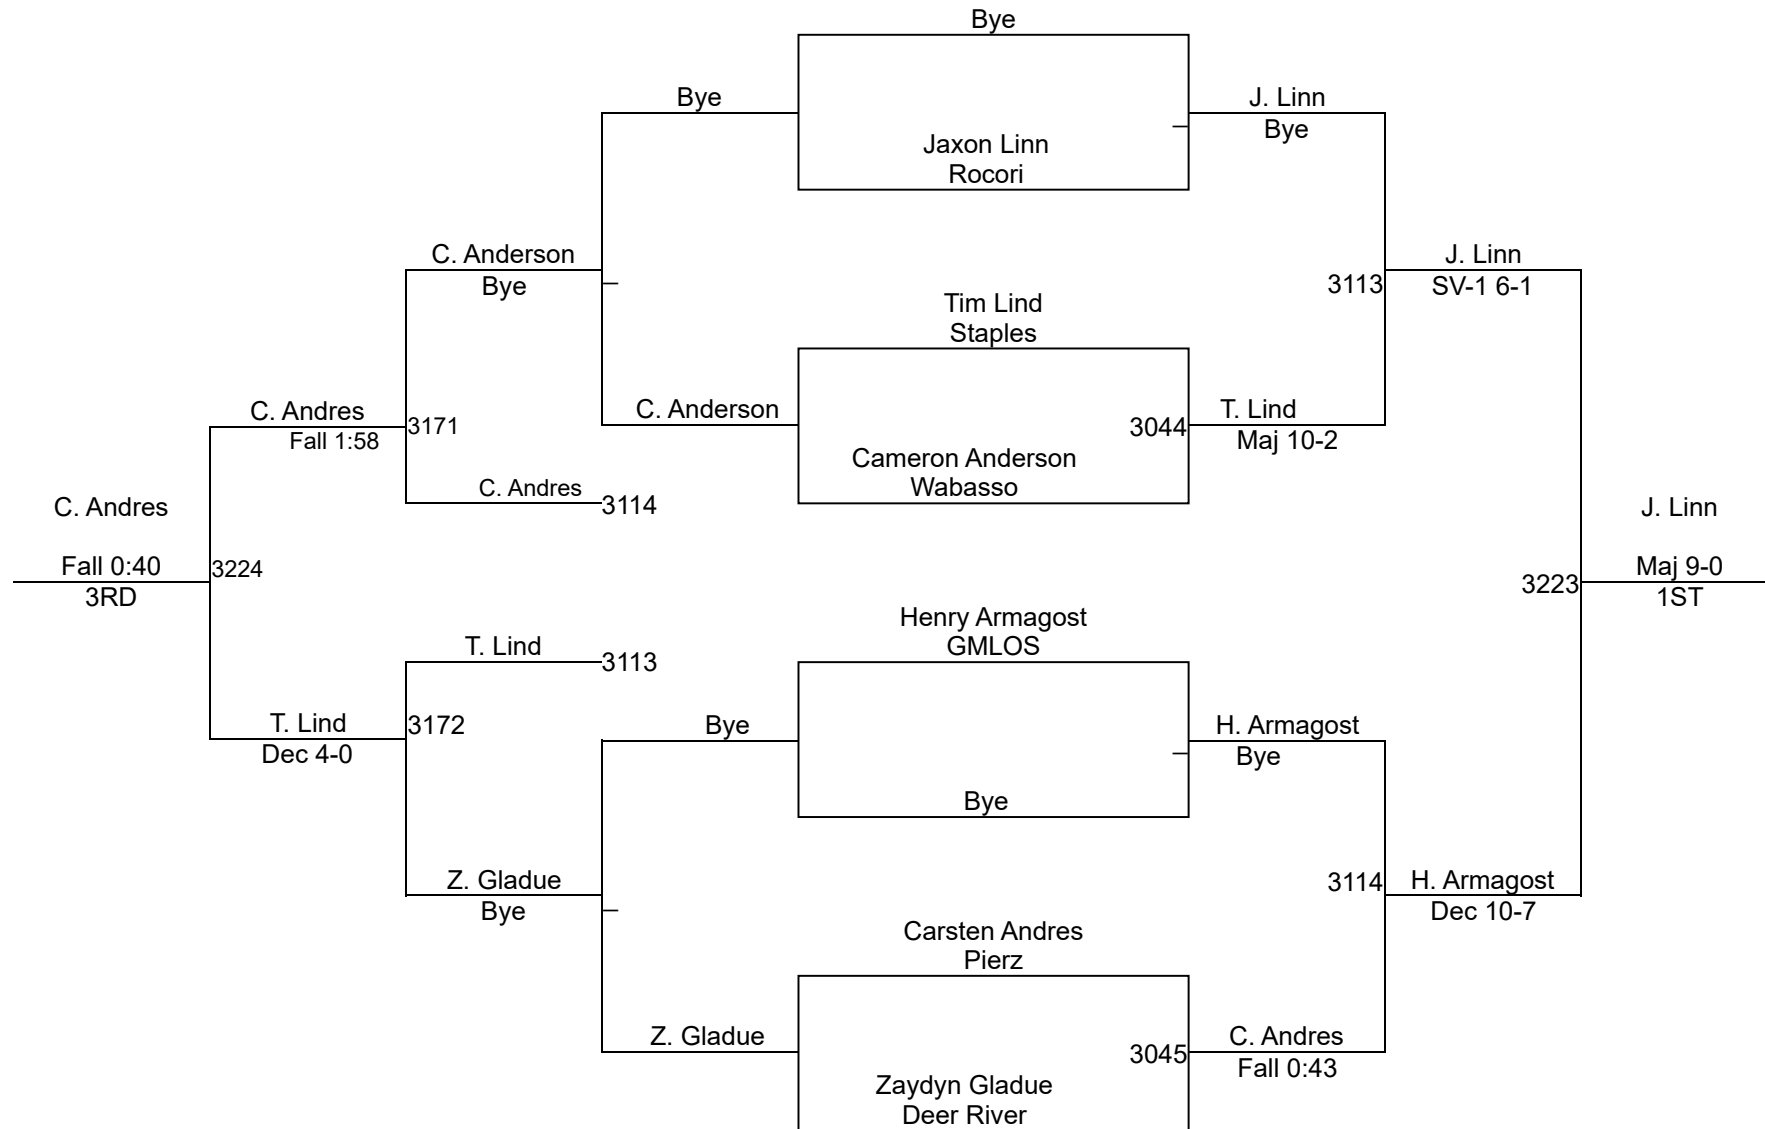 Bye
Bye
J. Linn
Bye
Jaxon Linn
Rocori
C. Anderson
Bye
J. Linn
SV-1 6-1
3113
Tim Lind
Staples
C. Andres
Fall 1:58
3171
C. Anderson
3044
T. Lind
Maj 10-2
Cameron Anderson
Wabasso
C. Andres
3114
C. Andres
Fall 0:40
3RD
3224
J. Linn
Maj 9-0
1ST
3223
Henry Armagost
GMLOS
T. Lind
3113
T. Lind
Dec 4-0
3172
Bye
H. Armagost
Bye
Bye
Z. Gladue
Bye
3114
H. Armagost
Dec 10-7
Carsten Andres
Pierz
Z. Gladue
3045
C. Andres
Fall 0:43
Zaydyn Gladue
Deer River